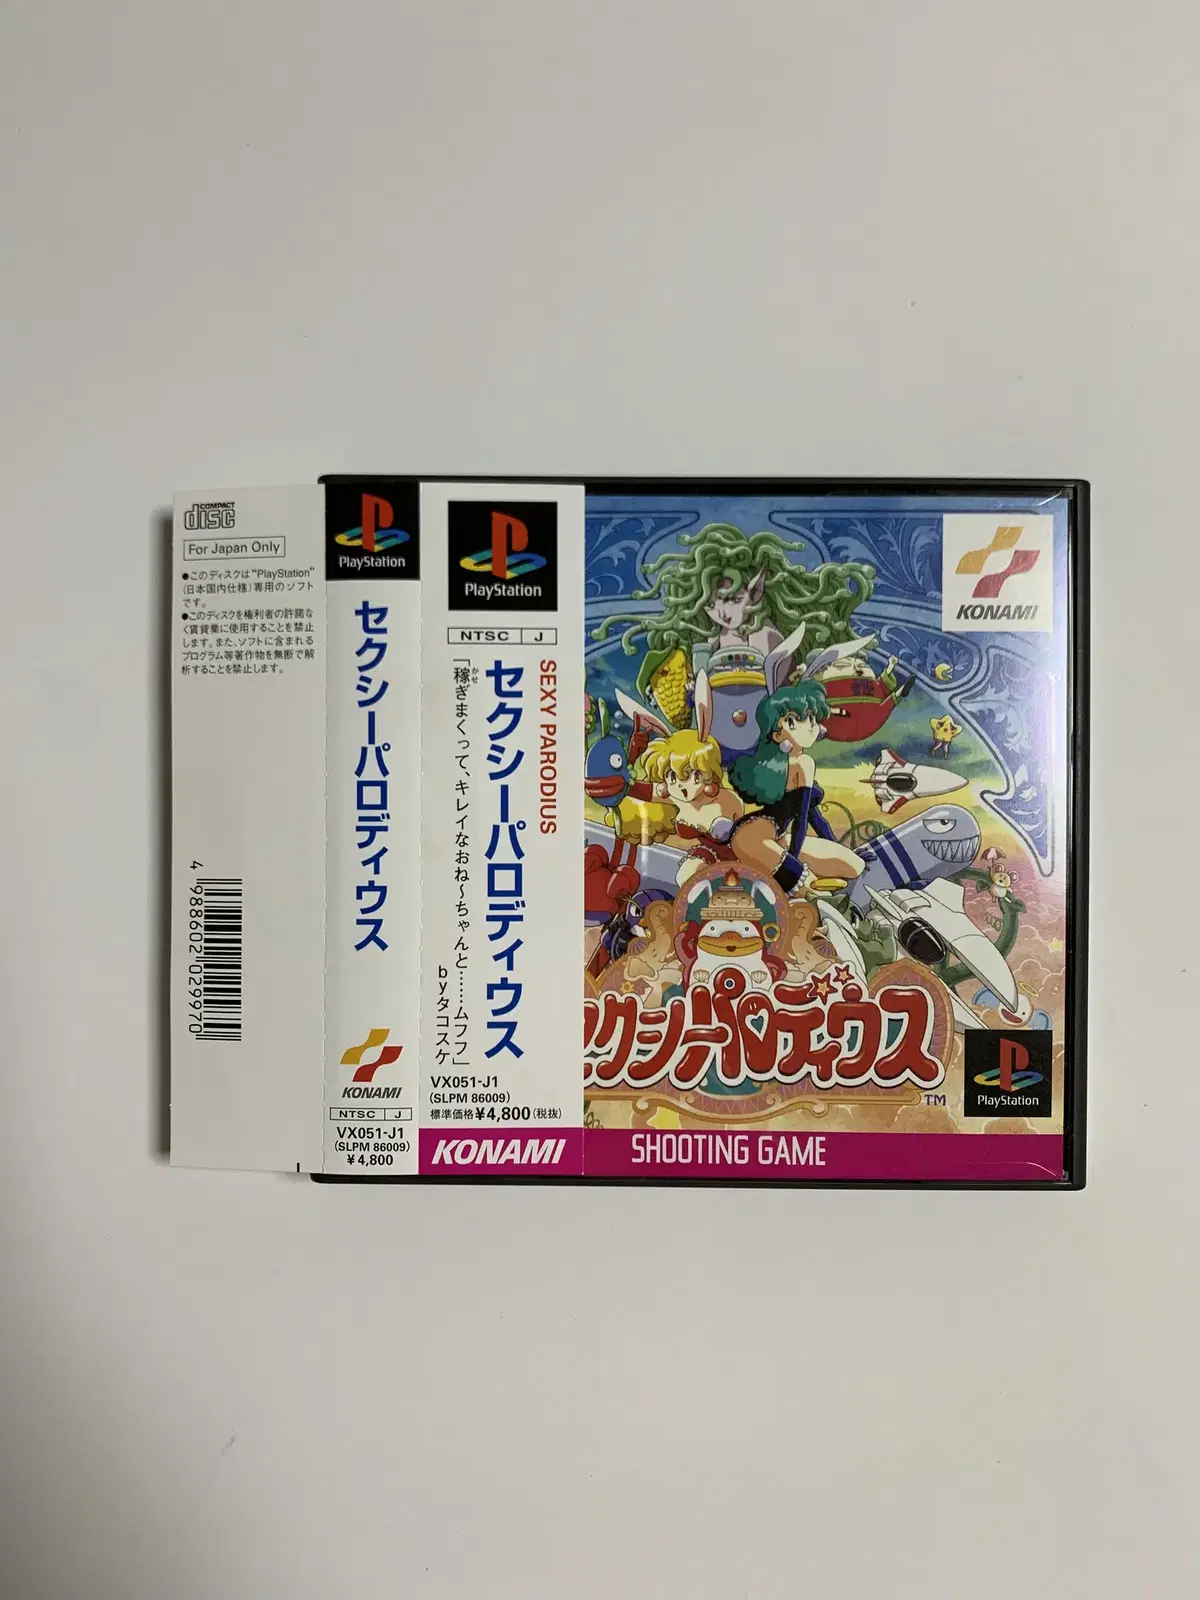 COMPACT
disc
For Japan Only
●このディスクは"PlayStation"
(日本国内仕様)専用のソフト
です。
●このディスクを権利者の許諾な
く賃貸業に使用することを禁止
します。また、ソフトに含まれる
プログラム等著作物を無断で解
析することを禁止します。
4 988602 029970
PlayStation
セクシーパロディウス
KONAMI
NTSC J
VX051-J1
(SLPM 86009)
¥4,800
PlayStation
NTSC J
SEXY PARODIUS
セクシーパロディウス
「稼ぎまくって、キレイなおね〜ちゃんと……ムフフ」
かせ
byタコスケ
VX051-J1
(SLPM 86009)
標準価格¥4,800(税抜)
KONAMI
KONAMI
クシーパロディウス
TM
PlayStation
SHOOTING GAME